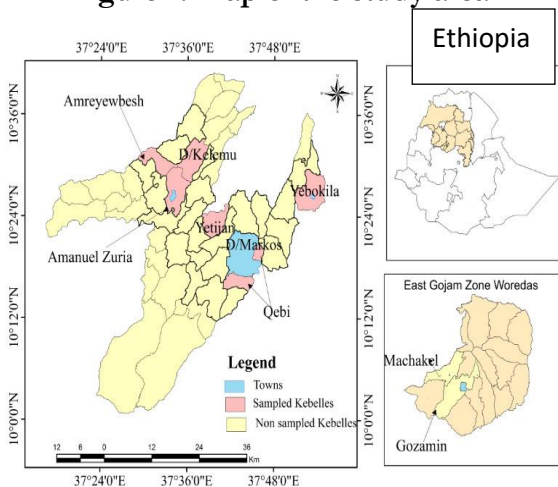 Ethiopia
37°24'0"E 37°36'0"E 37°48'0"E
10°36'0"N
10°36'0"N
Amreyewbesh
D/Kelemu
Yebokila
10°24'0"N
10°24'0"N
Yetijan
D/Markos
Amanuel Zuria
Qebi
10°12'0"N
10°12'0"N
East Gojam Zone Woredas
Machakel
Gozamin
Legend
Towns
Sampled Kebelles
Non sampled Kebelles
10°0'0"N
10°0'0"N
12 6 0 12 24 36
Km
37°24'0"E 37°36'0"E 37°48'0"E